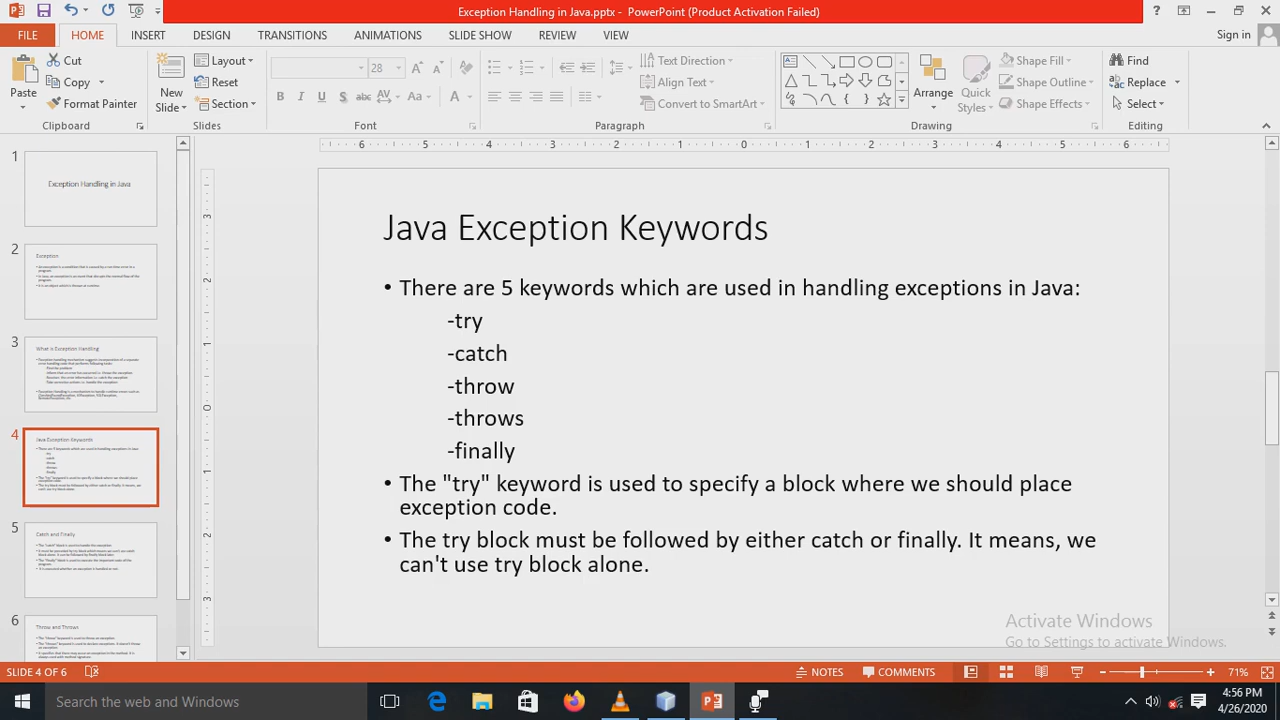 Exception Handling in Java.pptx - PowerPoint (Product Activation Failed)
FILE HOME INSERT DESIGN TRANSITIONS ANIMATIONS SLIDE SHOW REVIEW VIEW Sign in
Paste Cut Copy Format Painter Clipboard
New Slide Layout Reset Section Slides
28 Font
Text Direction Align Text Convert to SmartArt Paragraph
Arrange Quick Styles Shape Fill Shape Outline Shape Effects Drawing
Find Replace Select Editing
1 Exception Handling in Java
2 Exception
3 What is Exception Handling
4 Java Exception Keywords
5 Catch and Finally
6 Throw and Throws
Java Exception Keywords
• There are 5 keywords which are used in handling exceptions in Java:
-try
-catch
-throw
-throws
-finally
• The "try" keyword is used to specify a block where we should place
exception code.
• The try block must be followed by either catch or finally. It means, we
can't use try block alone.
Activate Windows
Go to Settings to activate Windows.
SLIDE 4 OF 6 NOTES COMMENTS 71%
Search the web and Windows
4:56 PM
4/26/2020